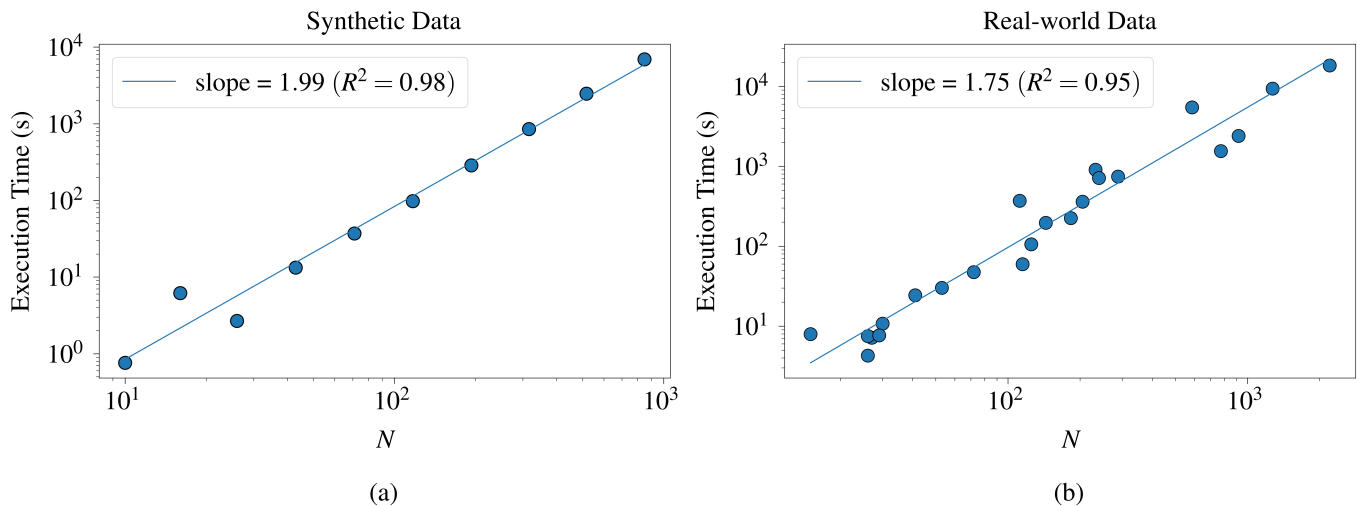 Synthetic Data
slope = 1.99 (R² = 0.98)
Execution Time (s)
10⁴
10³
10²
10¹
10⁰
10¹ 10² 10³
N
(a)
Real-world Data
slope = 1.75 (R² = 0.95)
Execution Time (s)
10⁴
10³
10²
10¹
10² 10³
N
(b)